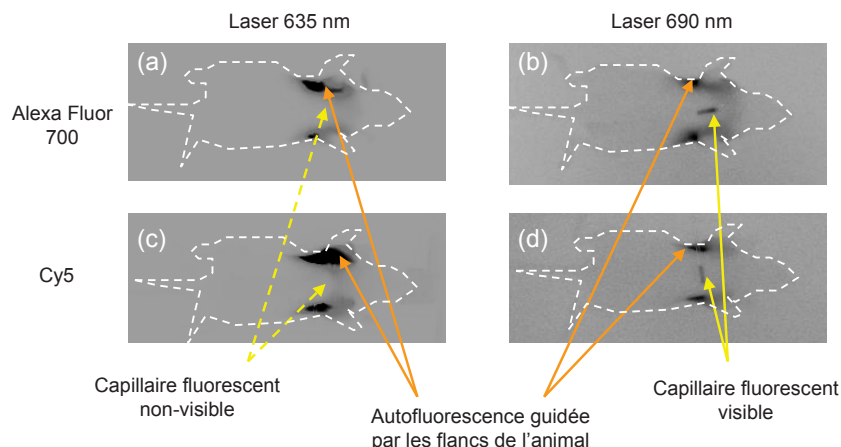 Laser 635 nm
Laser 690 nm
Alexa Fluor
700
(a)
(b)
Cy5
(c)
(d)
Capillaire fluorescent
non-visible
Autofluorescence guidée
par les flancs de l'animal
Capillaire fluorescent
visible